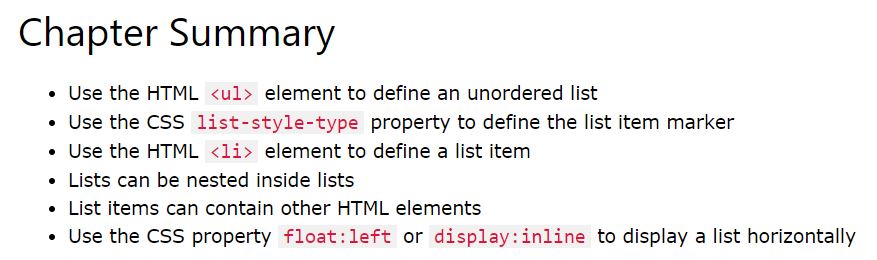 Chapter Summary
• Use the HTML <ul> element to define an unordered list
• Use the CSS list-style-type property to define the list item marker
• Use the HTML <li> element to define a list item
• Lists can be nested inside lists
• List items can contain other HTML elements
• Use the CSS property float:left or display:inline to display a list horizontally